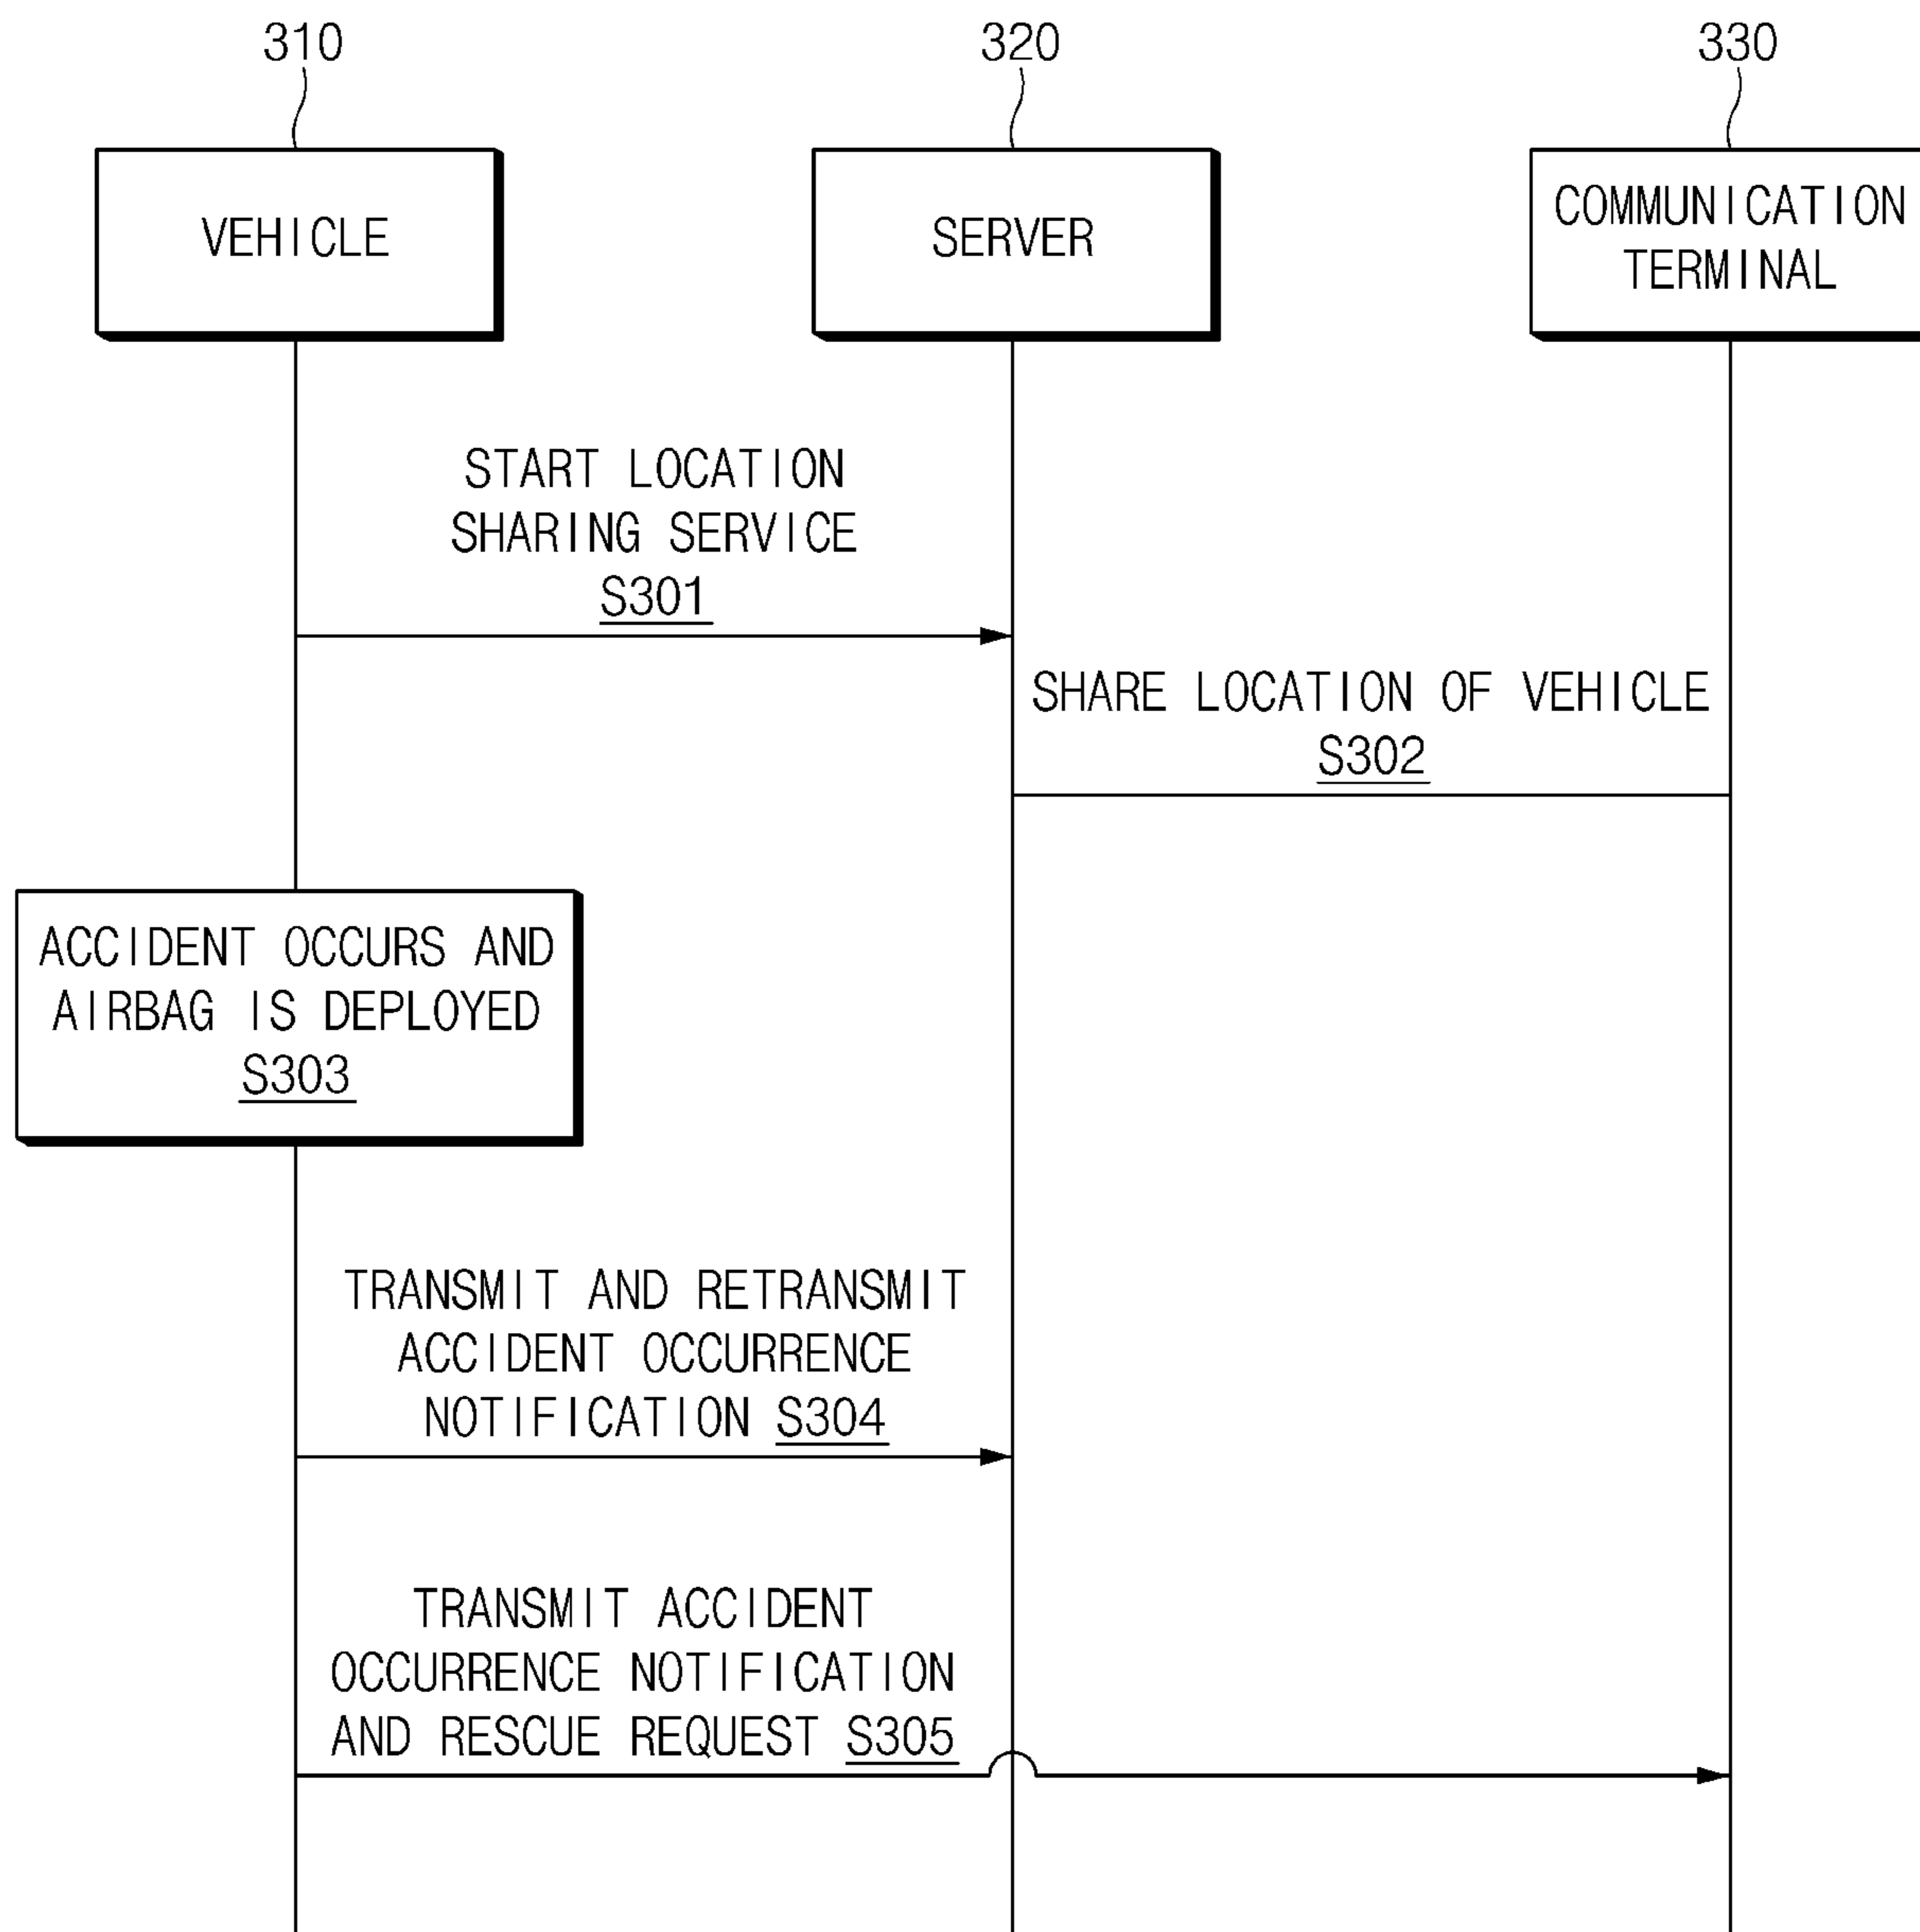 310
320
330
VEHICLE
SERVER
COMMUNICATION
TERMINAL
START LOCATION
SHARING SERVICE
S301
SHARE LOCATION OF VEHICLE
S302
ACCIDENT OCCURS AND
AIRBAG IS DEPLOYED
S303
TRANSMIT AND RETRANSMIT
ACCIDENT OCCURRENCE
NOTIFICATION S304
TRANSMIT ACCIDENT
OCCURRENCE NOTIFICATION
AND RESCUE REQUEST S305